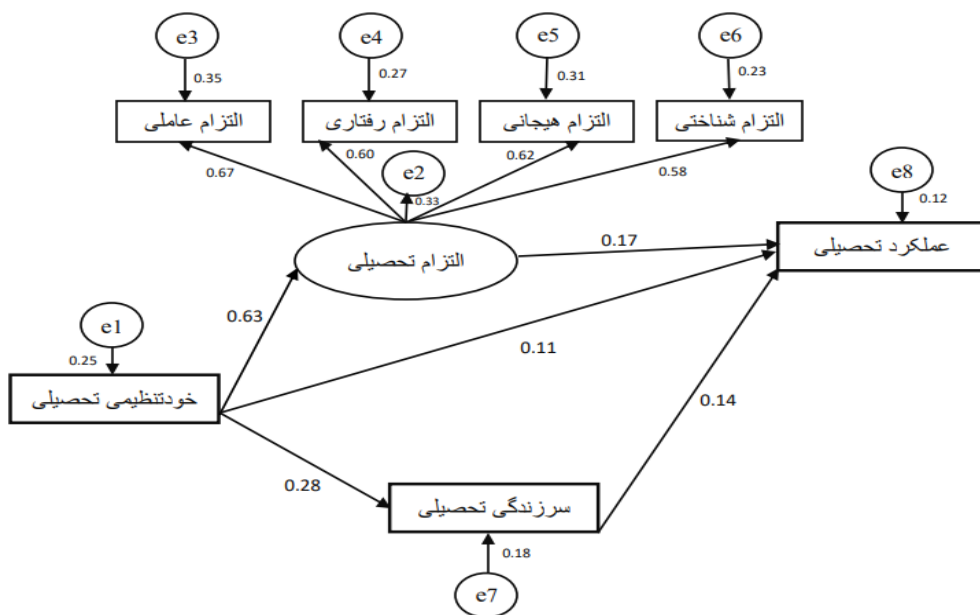 e3
e4
e5
e6
0.35
0.27
0.31
0.23
التزام عاملی
التزام رفتاری
التزام هیجانی
التزام شناختی
0.67
0.60
0.62
0.58
e2
0.33
e8
0.12
التزام تحصیلی
0.17
عملکرد تحصیلی
0.63
e1
0.25
0.11
خودتنظیمی تحصیلی
0.14
0.28
سرزندگی تحصیلی
0.18
e7